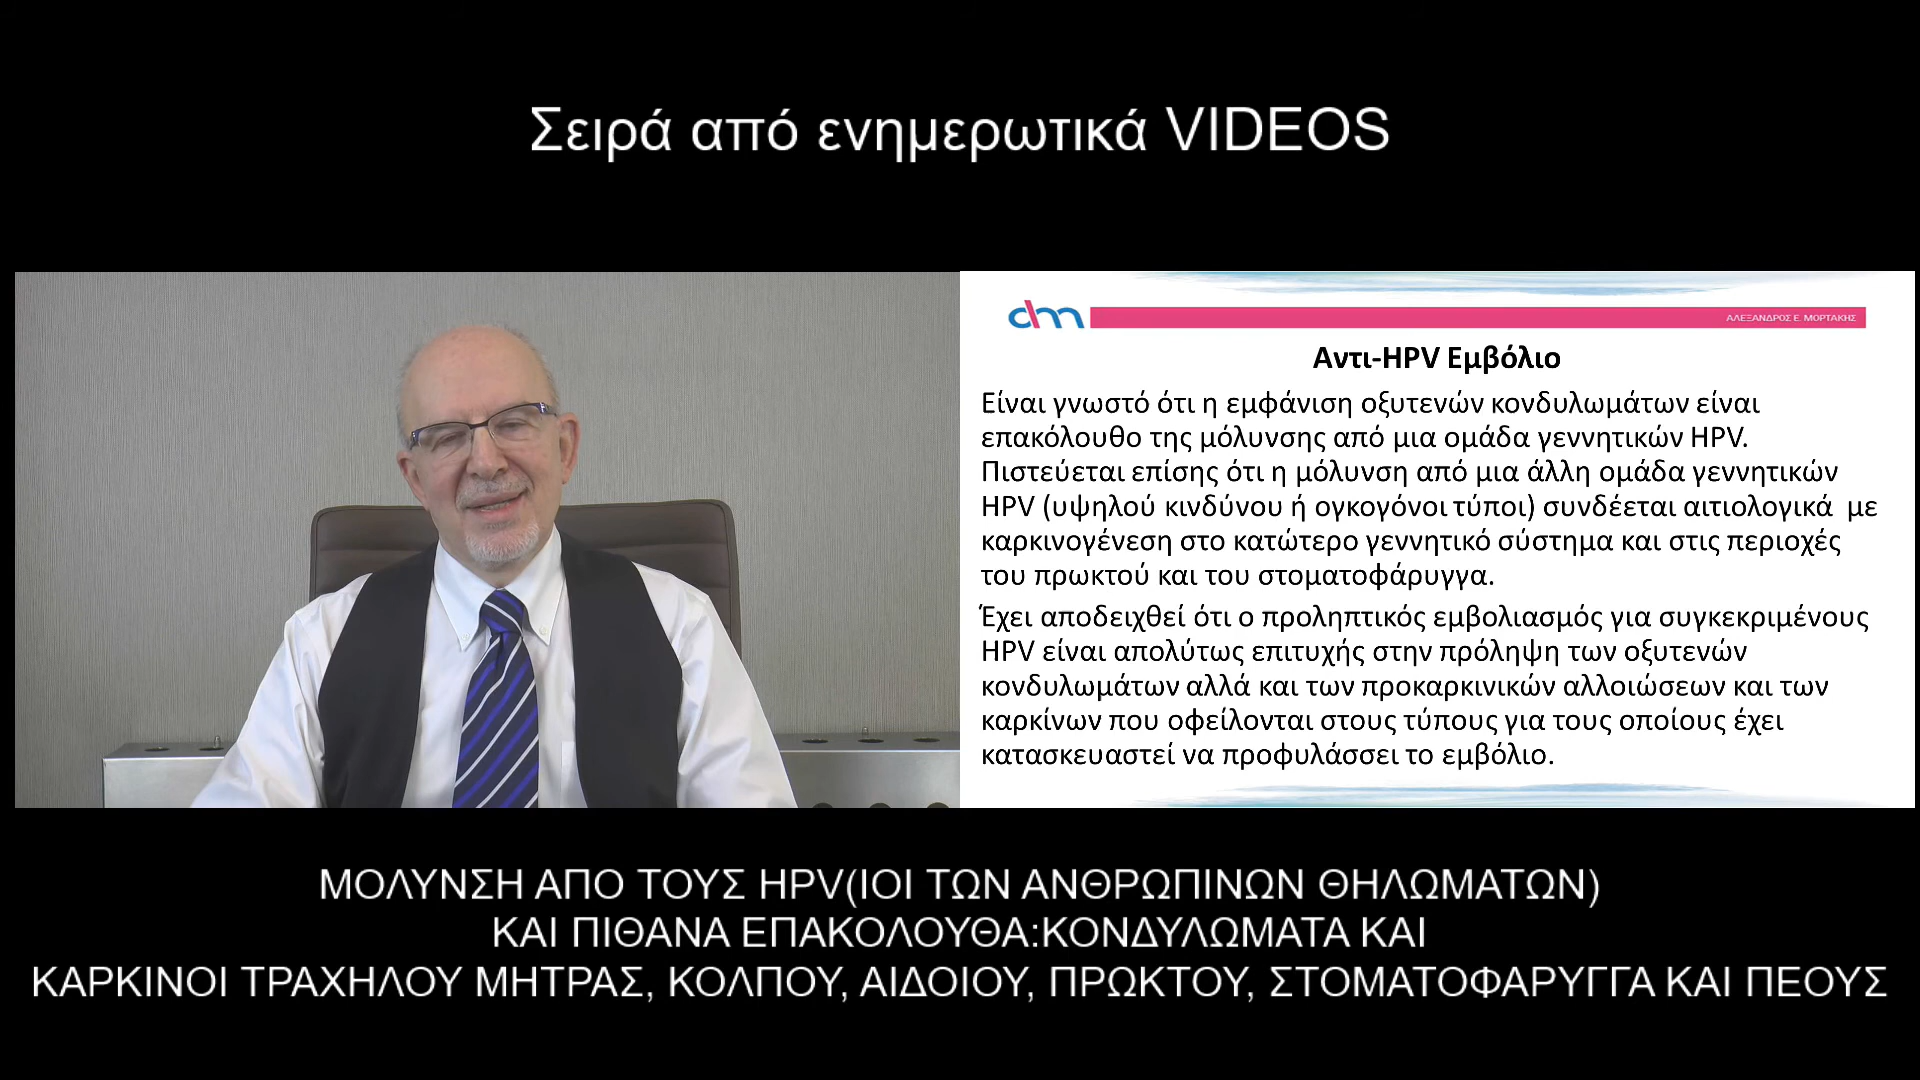 Σειρά από ενημερωτικά VIDEOS
dm
ΑΛΕΞΑΝΔΡΟΣ Ε. ΜΟΡΤΑΚΗΣ
Αντι-HPV Εμβόλιο
Είναι γνωστό ότι η εμφάνιση οξυτενών κονδυλωμάτων είναι
επακόλουθο της μόλυνσης από μια ομάδα γεννητικών HPV.
Πιστεύεται επίσης ότι η μόλυνση από μια άλλη ομάδα γεννητικών
HPV (υψηλού κινδύνου ή ογκογόνοι τύποι) συνδέεται αιτιολογικά με
καρκινογένεση στο κατώτερο γεννητικό σύστημα και στις περιοχές
του πρωκτού και του στοματοφάρυγγα.
Έχει αποδειχθεί ότι ο προληπτικός εμβολιασμός για συγκεκριμένους
HPV είναι απολύτως επιτυχής στην πρόληψη των οξυτενών
κονδυλωμάτων αλλά και των προκαρκινικών αλλοιώσεων και των
καρκίνων που οφείλονται στους τύπους για τους οποίους έχει
κατασκευαστεί να προφυλάσσει το εμβόλιο.
ΜΟΛΥΝΣΗ ΑΠΟ ΤΟΥΣ HPV(ΙΟΙ ΤΩΝ ΑΝΘΡΩΠΙΝΩΝ ΘΗΛΩΜΑΤΩΝ)
ΚΑΙ ΠΙΘΑΝΑ ΕΠΑΚΟΛΟΥΘΑ:ΚΟΝΔΥΛΩΜΑΤΑ ΚΑΙ
ΚΑΡΚΙΝΟΙ ΤΡΑΧΗΛΟΥ ΜΗΤΡΑΣ, ΚΟΛΠΟΥ, ΑΙΔΟΙΟΥ, ΠΡΩΚΤΟΥ, ΣΤΟΜΑΤΟΦΑΡΥΓΓΑ ΚΑΙ ΠΕΟΥΣ